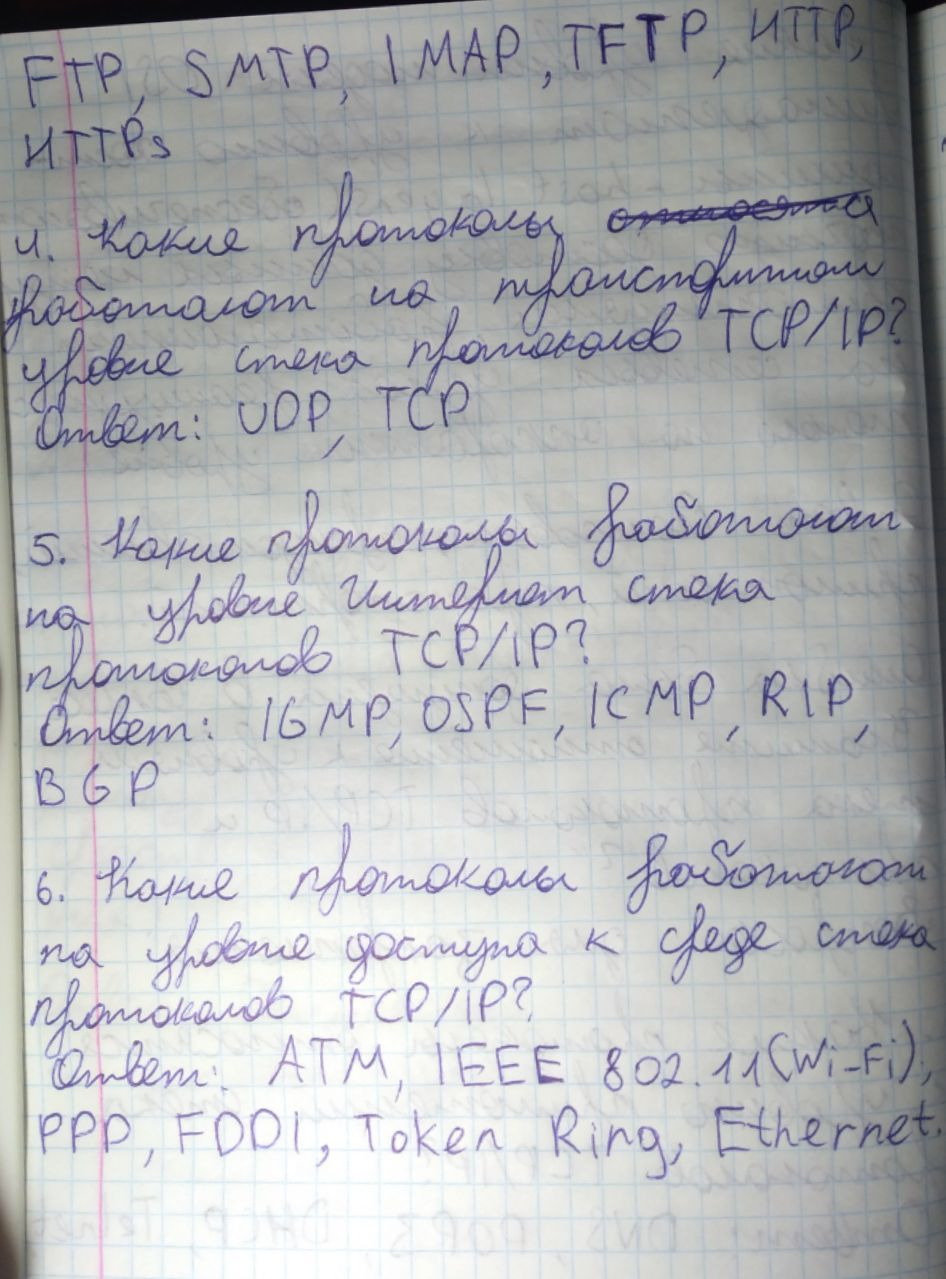 FTP, SMTP, IMAP, TFTP, HTTP,
HTTPs
4. Какие протоколы относятся
работают на транспортном
уровне стека протоколов TCP/IP?
Ответ: UDP, TCP
5. Какие протоколы работают
на уровне Интернет стека
протоколов TCP/IP?
Ответ: IGMP, OSPF, ICMP, RIP,
BGP
6. Какие протоколы работают
на уровне доступа к среде стека
протоколов TCP/IP?
Ответ: ATM, IEEE 802.11(Wi-Fi),
PPP, FDDI, Token Ring, Ethernet.